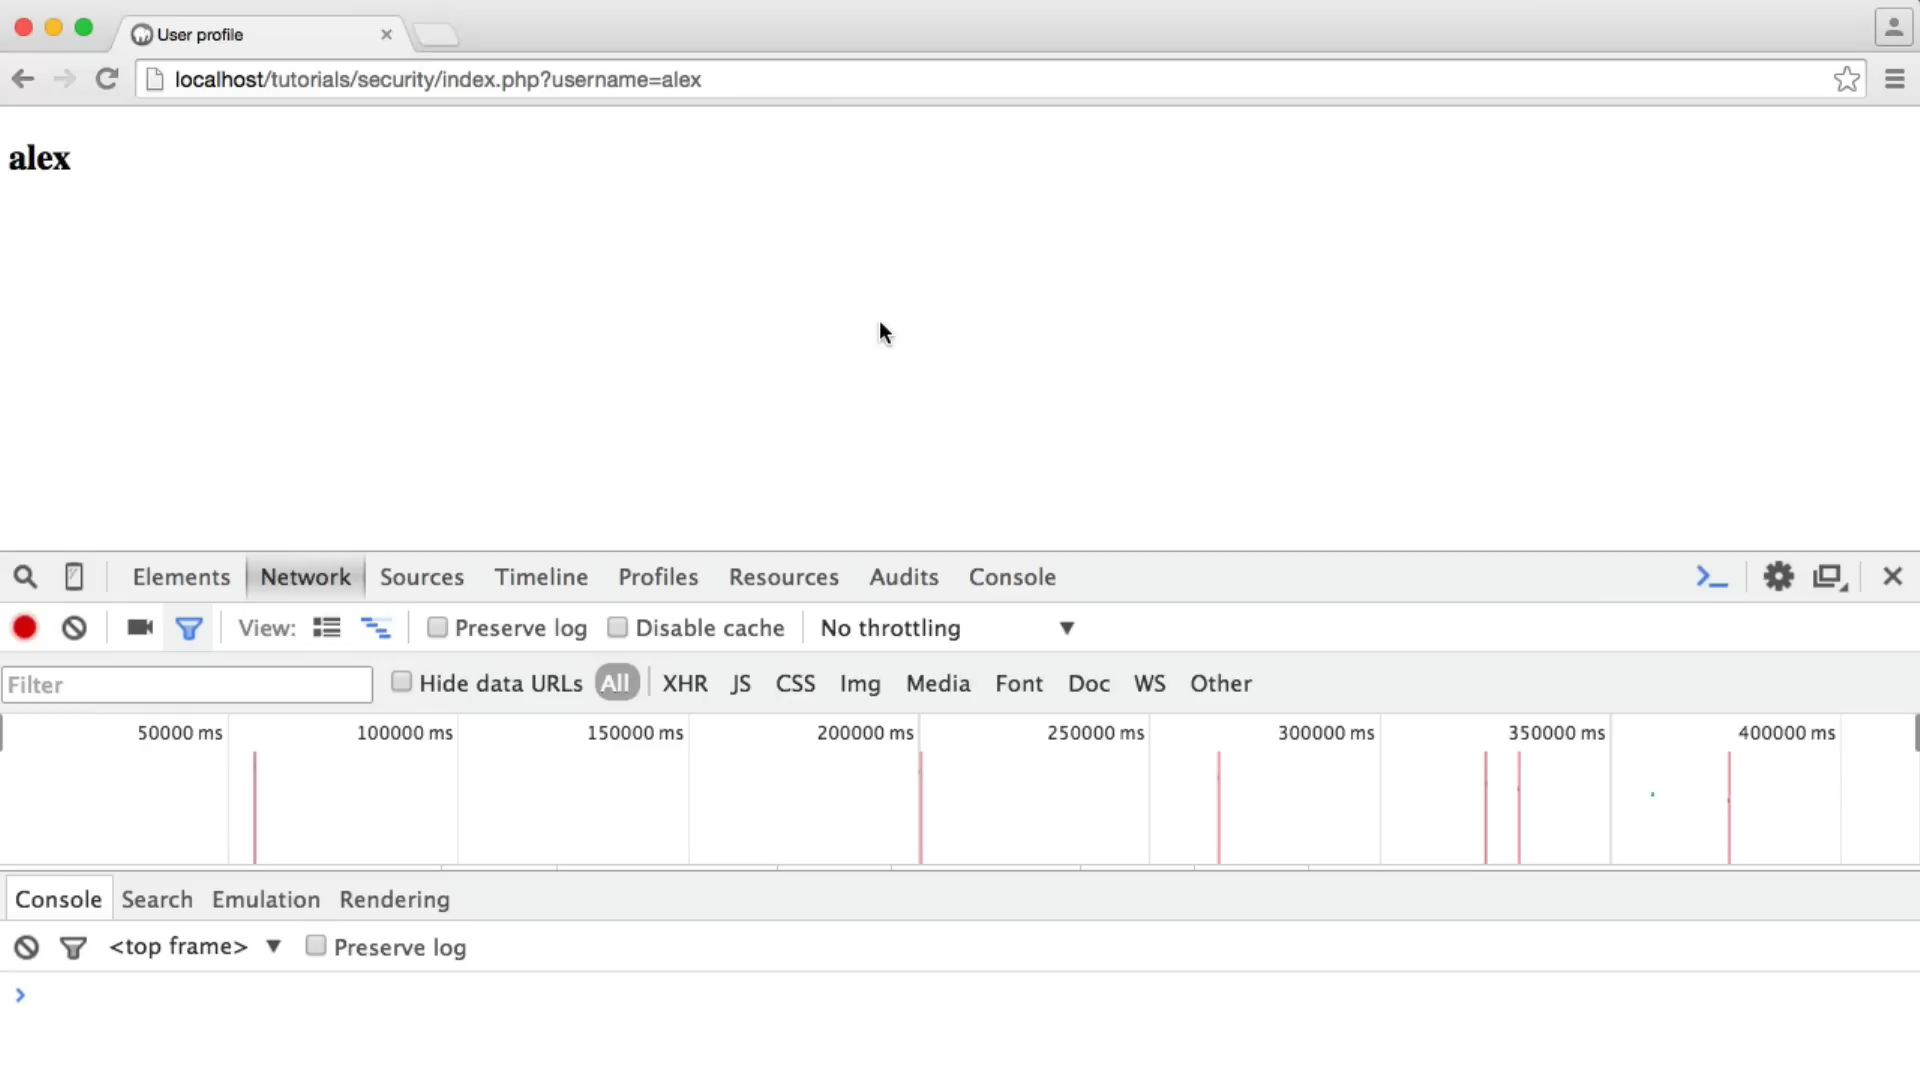 User profile
localhost/tutorials/security/index.php?username=alex
alex
Elements Network Sources Timeline Profiles Resources Audits Console
View: Preserve log Disable cache No throttling
Filter Hide data URLs All XHR JS CSS Img Media Font Doc WS Other
50000 ms 100000 ms 150000 ms 200000 ms 250000 ms 300000 ms 350000 ms 400000 ms
Console Search Emulation Rendering
<top frame> Preserve log